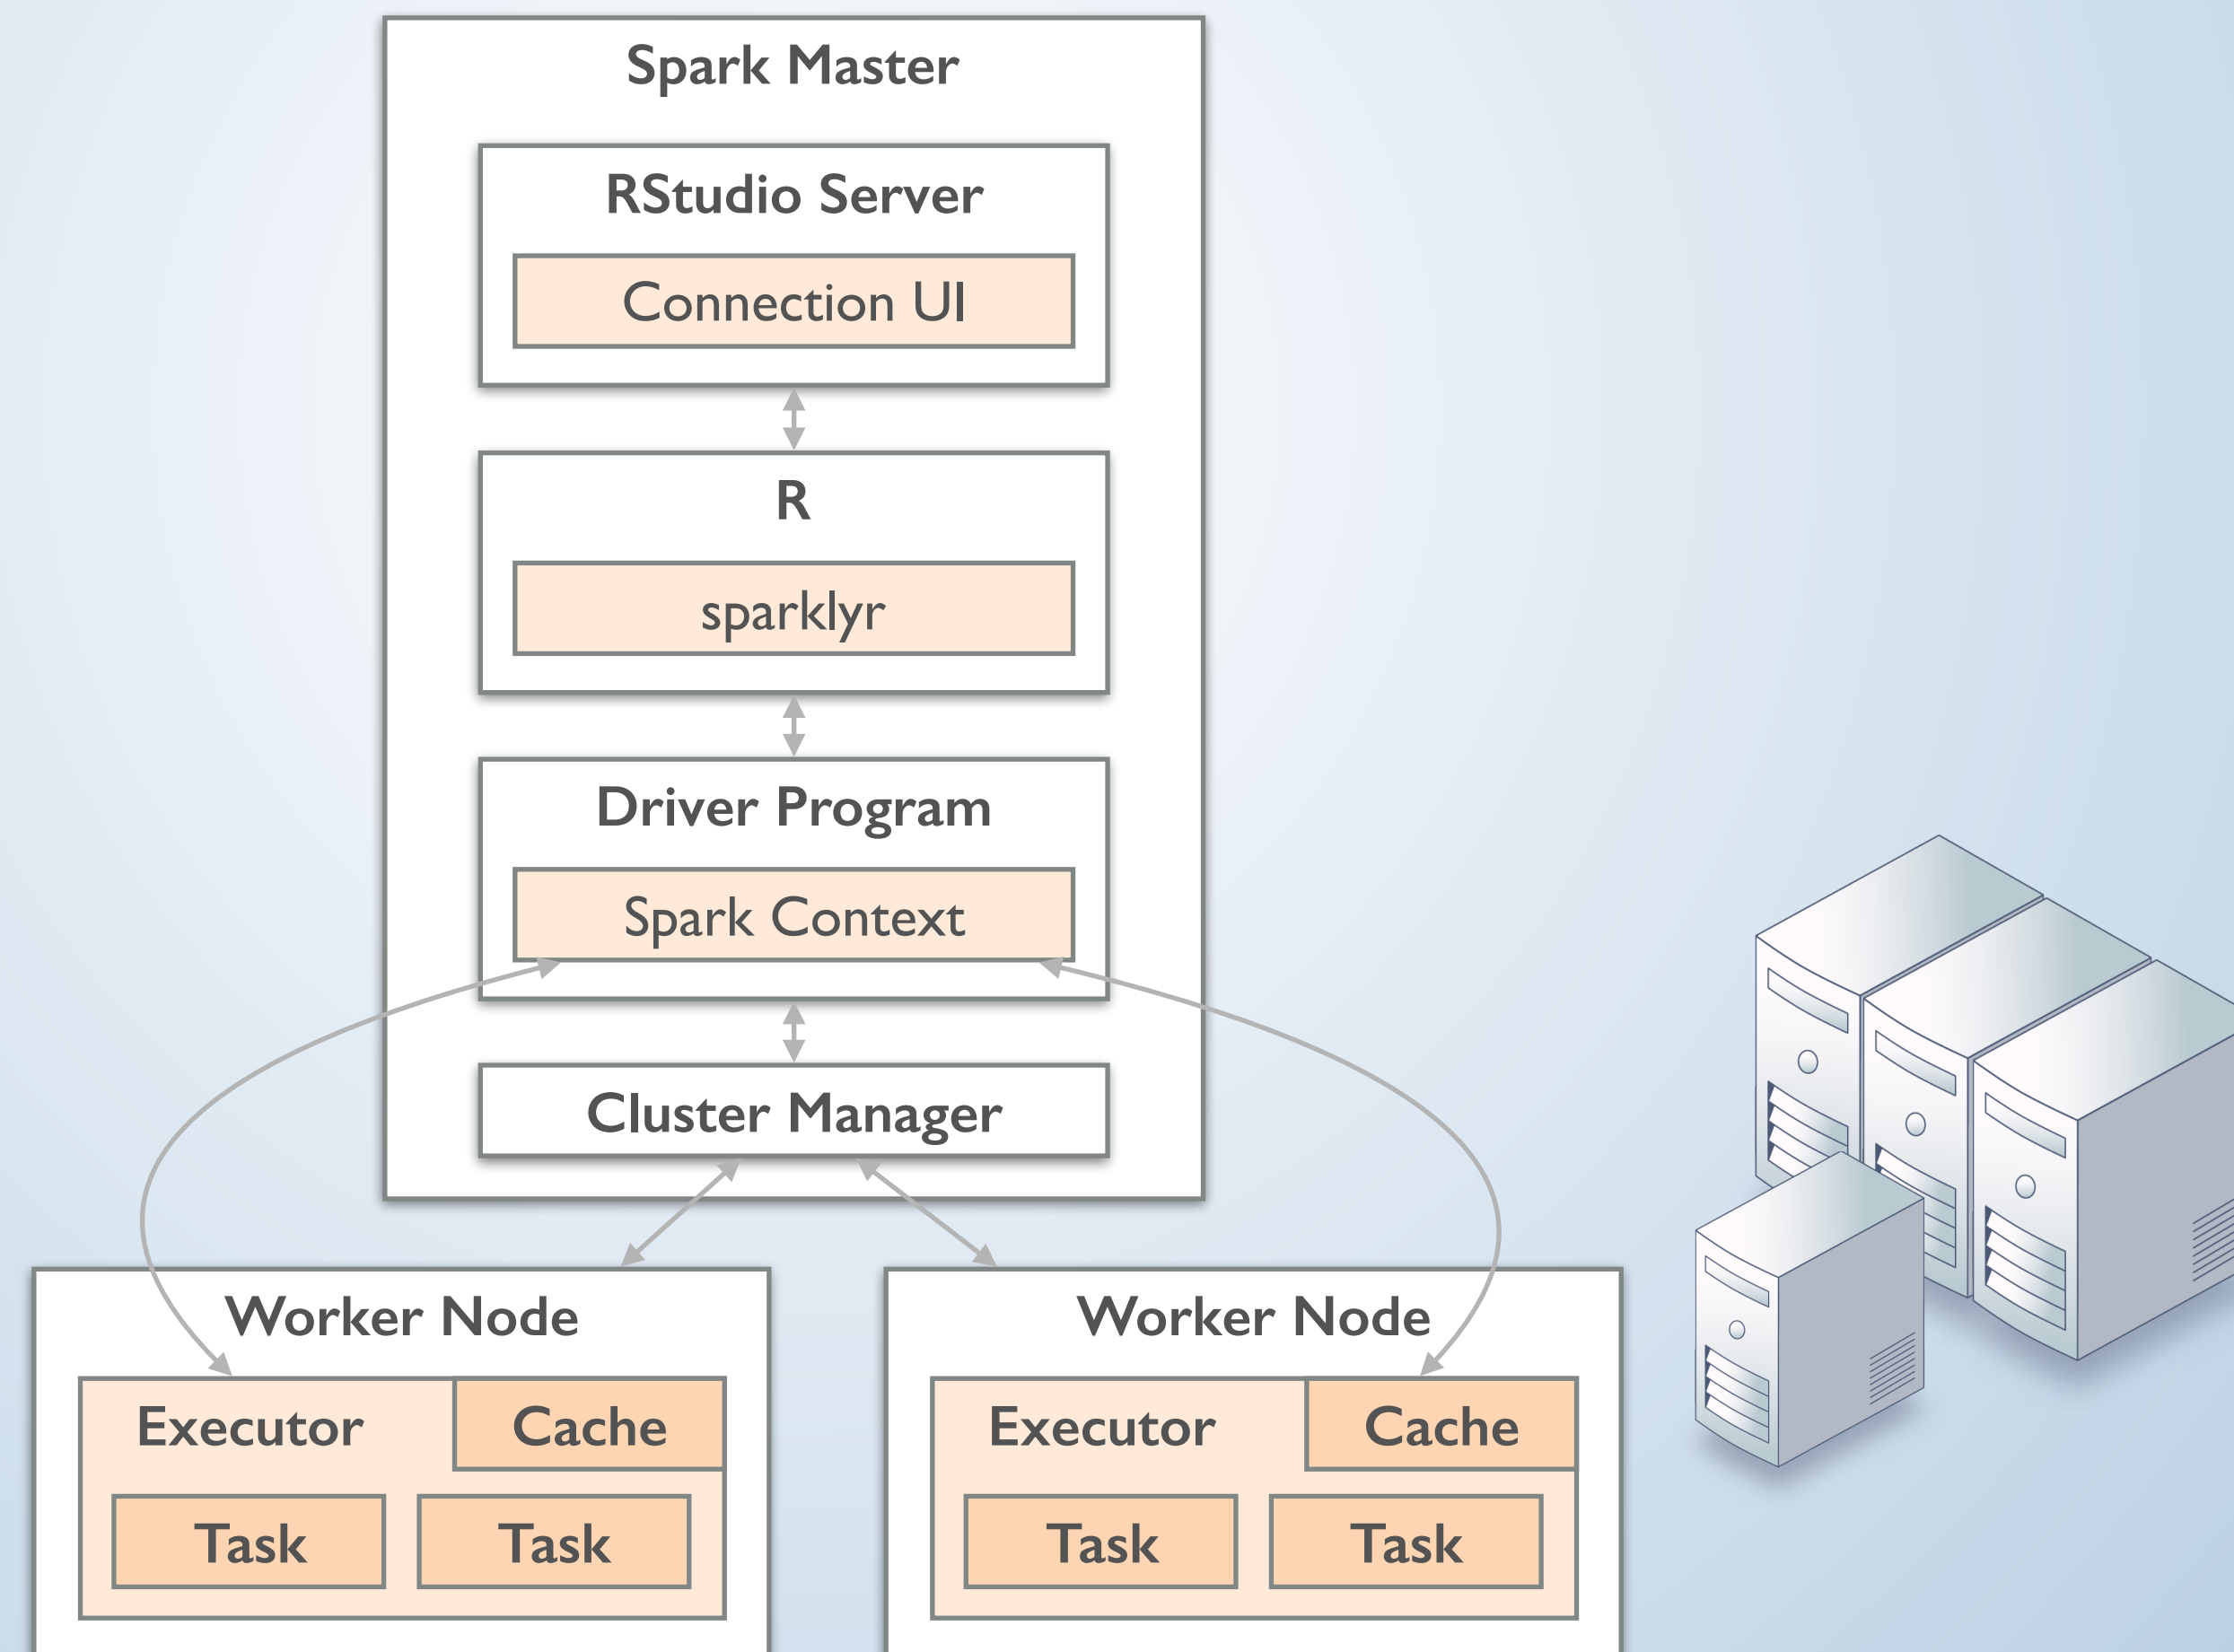 Spark Master
RStudio Server
Connection UI
R
sparklyr
Driver Program
Spark Context
Cluster Manager
Worker Node
Executor
Cache
Task
Task
Worker Node
Executor
Cache
Task
Task